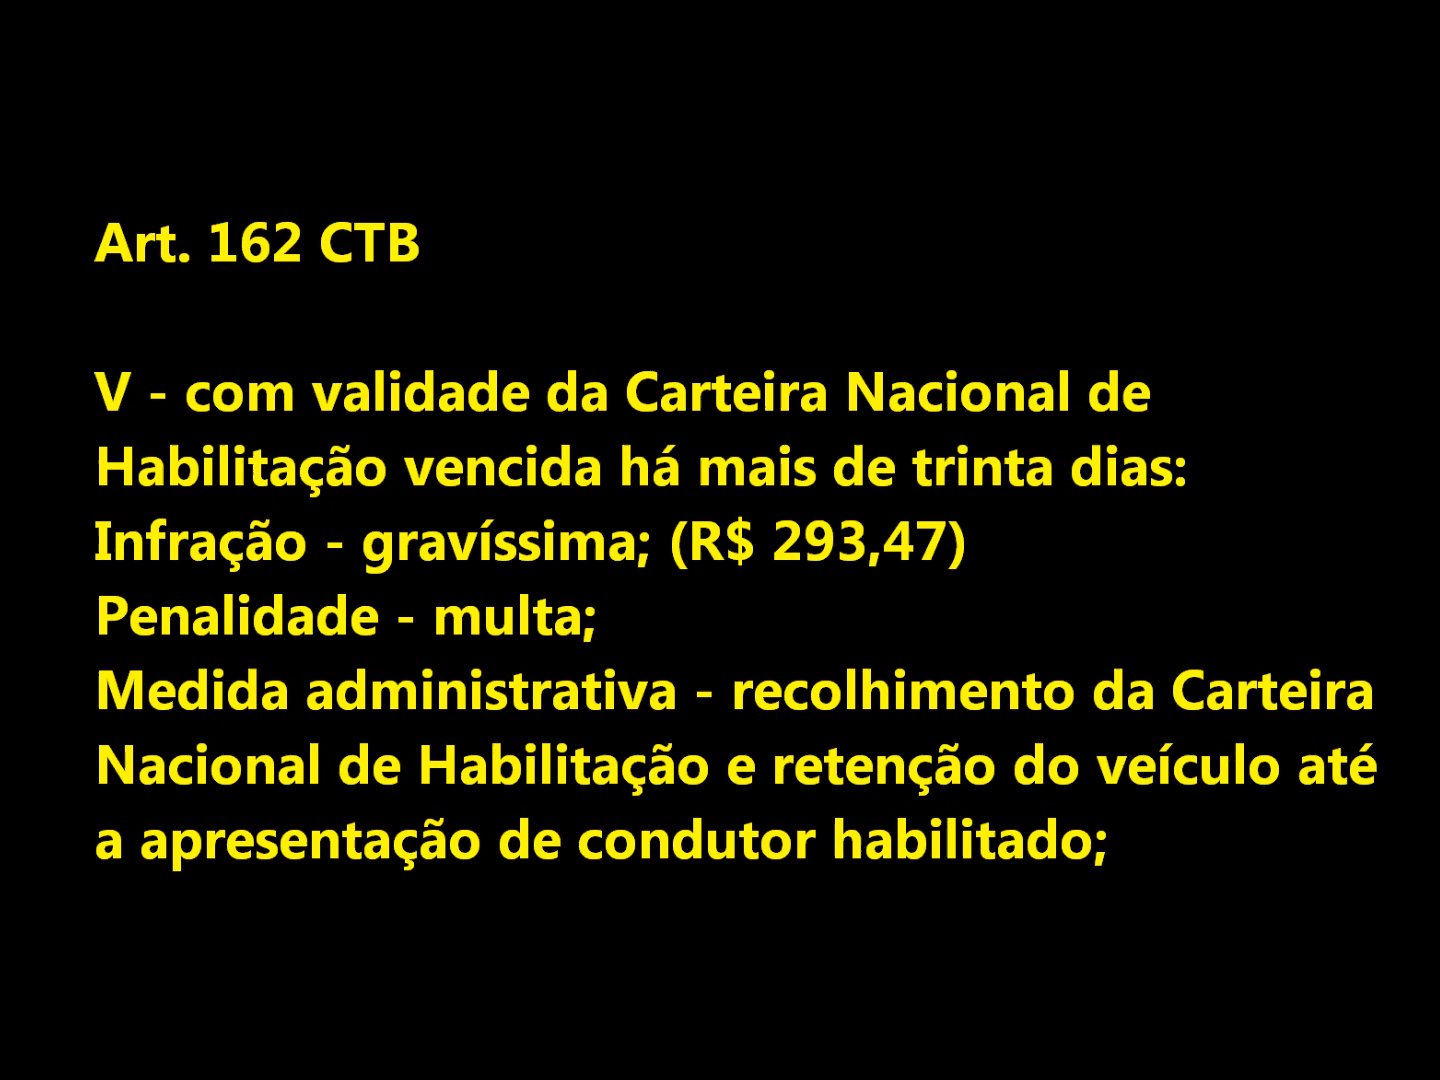 Art. 162 CTB
V - com validade da Carteira Nacional de
Habilitação vencida há mais de trinta dias:
Infração - gravíssima; (R$ 293,47)
Penalidade - multa;
Medida administrativa - recolhimento da Carteira
Nacional de Habilitação e retenção do veículo até
a apresentação de condutor habilitado;